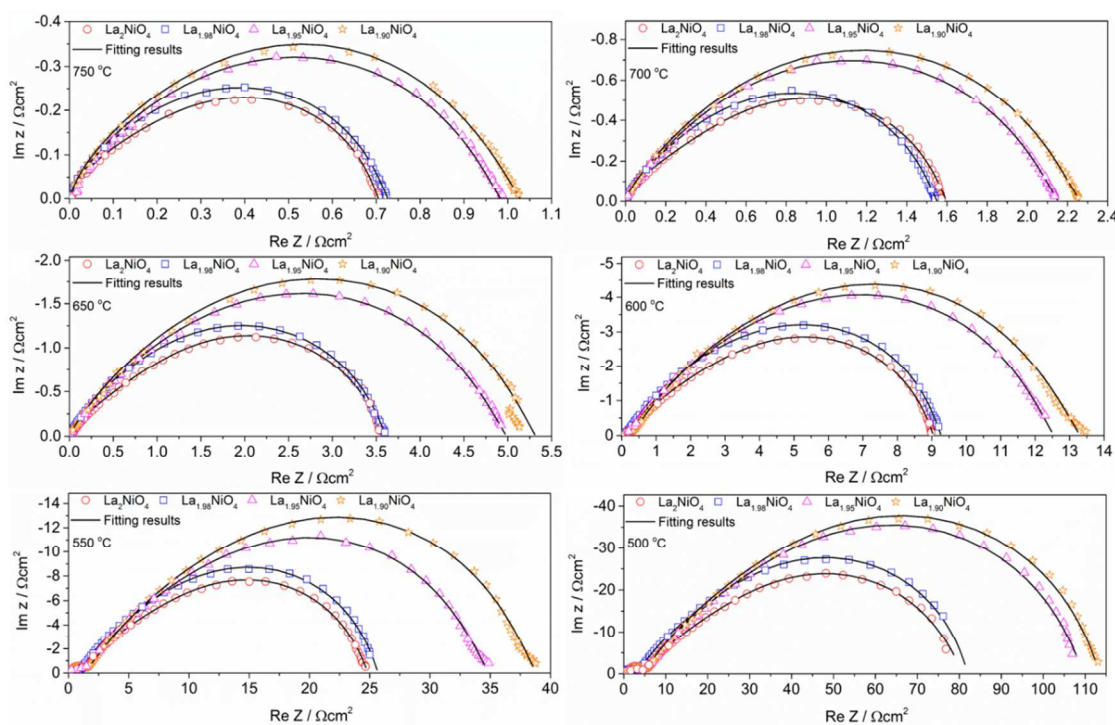 La₂NiO₄ La₁.₉₈NiO₄ La₁.₉₅NiO₄ La₁.₉₀NiO₄
Fitting results
750 °C
-0.4
-0.3
-0.2
-0.1
0.0
Im z / Ωcm²
0.0 0.1 0.2 0.3 0.4 0.5 0.6 0.7 0.8 0.9 1.0 1.1
Re Z / Ωcm²
La₂NiO₄ La₁.₉₈NiO₄ La₁.₉₅NiO₄ La₁.₉₀NiO₄
Fitting results
700 °C
-0.8
-0.6
-0.4
-0.2
0.0
Im z / Ωcm²
0.0 0.2 0.4 0.6 0.8 1.0 1.2 1.4 1.6 1.8 2.0 2.2 2.4
Re Z / Ωcm²
La₂NiO₄ La₁.₉₈NiO₄ La₁.₉₅NiO₄ La₁.₉₀NiO₄
Fitting results
650 °C
-2.0
-1.5
-1.0
-0.5
0.0
Im z / Ωcm²
0.0 0.5 1.0 1.5 2.0 2.5 3.0 3.5 4.0 4.5 5.0 5.5
Re Z / Ωcm²
La₂NiO₄ La₁.₉₈NiO₄ La₁.₉₅NiO₄ La₁.₉₀NiO₄
Fitting results
600 °C
-5
-4
-3
-2
-1
0
Im z / Ωcm²
0 1 2 3 4 5 6 7 8 9 10 11 12 13 14
Re Z / Ωcm²
La₂NiO₄ La₁.₉₈NiO₄ La₁.₉₅NiO₄ La₁.₉₀NiO₄
Fitting results
550 °C
-14
-12
-10
-8
-6
-4
-2
0
Im z / Ωcm²
0 5 10 15 20 25 30 35 40
Re Z / Ωcm²
La₂NiO₄ La₁.₉₈NiO₄ La₁.₉₅NiO₄ La₁.₉₀NiO₄
Fitting results
500 °C
-40
-30
-20
-10
0
Im z / Ωcm²
0 10 20 30 40 50 60 70 80 90 100 110
Re Z / Ωcm²